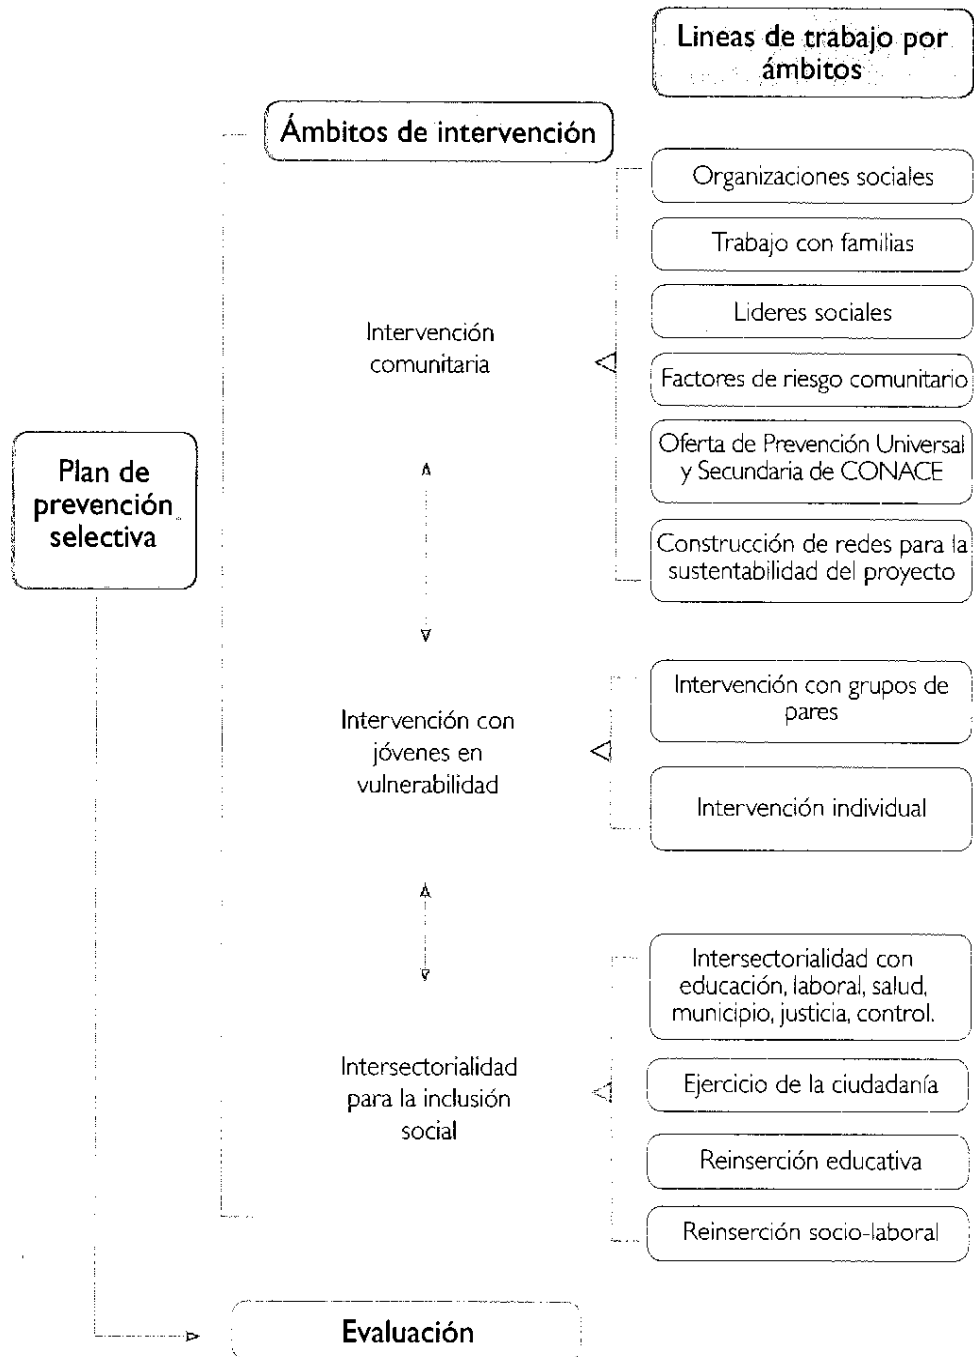 Lineas de trabajo por
ámbitos
Ámbitos de intervención
Organizaciones sociales
Trabajo con familias
Lideres sociales
Intervención
comunitaria
Factores de riesgo comunitario
Oferta de Prevención Universal
y Secundaria de CONACE
Construcción de redes para la
sustentabilidad del proyecto
Plan de
prevención
selectiva
Intervención con
jóvenes en
vulnerabilidad
Intervención con grupos de
pares
Intervención individual
Intersectorialidad
para la inclusión
social
Intersectorialidad con
educación, laboral, salud,
municipio, justicia, control.
Ejercicio de la ciudadanía
Reinserción educativa
Reinserción socio-laboral
Evaluación